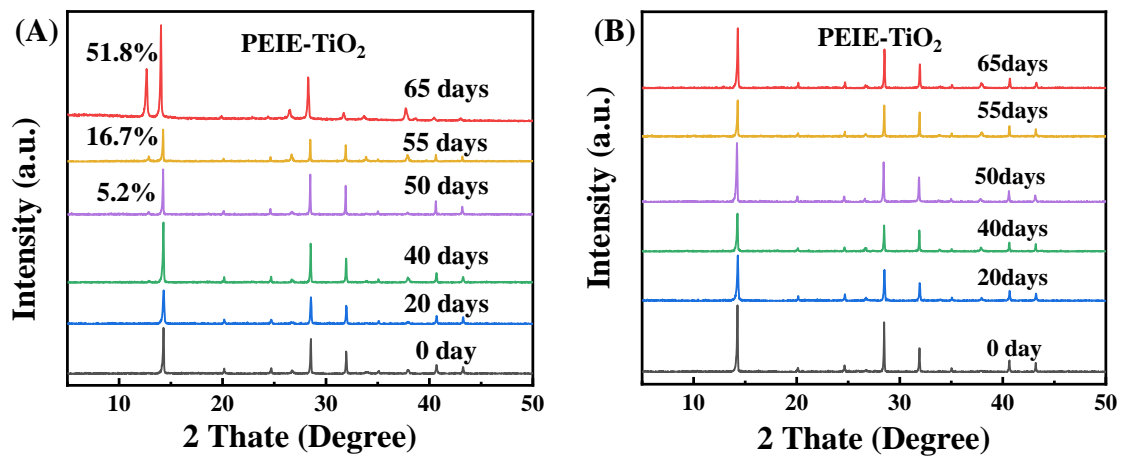 (A)
PEIE-TiO₂
51.8%
65 days
16.7%
55 days
5.2%
50 days
40 days
20 days
0 day
Intensity (a.u.)
10 20 30 40 50
2 Thate (Degree)
(B)
PEIE-TiO₂
65days
55days
50days
40days
20days
0 day
Intensity (a.u.)
10 20 30 40 50
2 Thate (Degree)